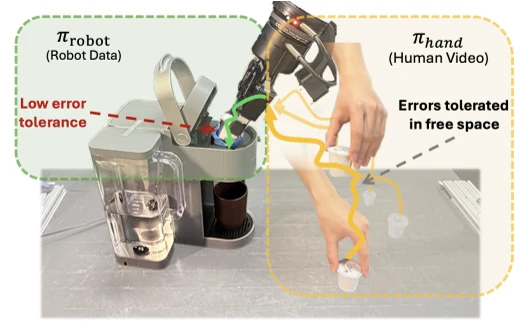 π_robot
(Robot Data)
Low error
tolerance
π_hand
(Human Video)
Errors tolerated
in free space